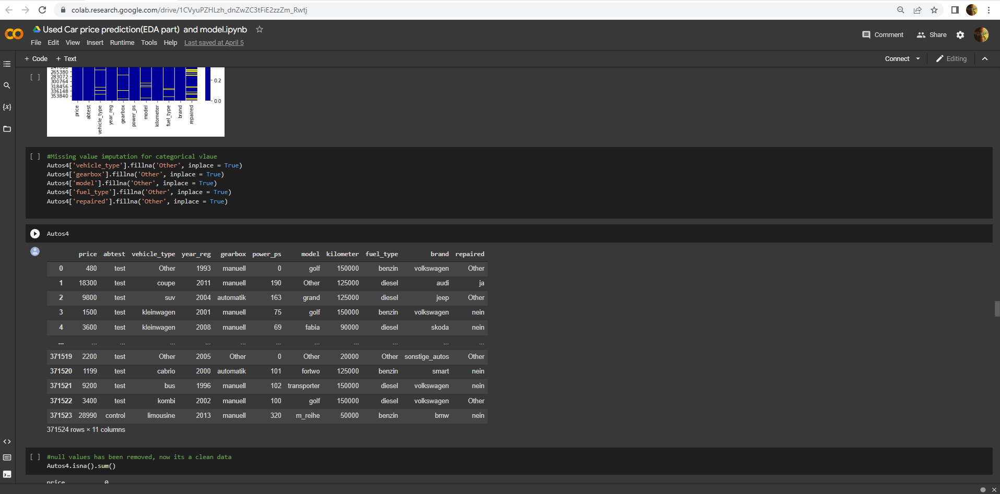 colab.research.google.com/drive/1CVyuPZHLzh_dnZwZC3tFiE2zzZm_Rwtj
Used Car price prediction(EDA part) and model.ipynb
File Edit View Insert Runtime Tools Help Last saved at April 5
Comment Share
+ Code + Text
Connect Editing
[ ]
265380
283072
300764
318456
336148
353840
0.2
0.0
price abtest vehicle_type year_reg gearbox power_ps model kilometer fuel_type brand repaired
[ ] #Missing value imputation for categorical vlaue
Autos4['vehicle_type'].fillna('Other', inplace = True)
Autos4['gearbox'].fillna('Other', inplace = True)
Autos4['model'].fillna('Other', inplace = True)
Autos4['fuel_type'].fillna('Other', inplace = True)
Autos4['repaired'].fillna('Other', inplace = True)
Autos4
price abtest vehicle_type year_reg gearbox power_ps model kilometer fuel_type brand repaired
0 480 test Other 1993 manuell 0 golf 150000 benzin volkswagen Other
1 18300 test coupe 2011 manuell 190 Other 125000 diesel audi ja
2 9800 test suv 2004 automatik 163 grand 125000 diesel jeep Other
3 1500 test kleinwagen 2001 manuell 75 golf 150000 benzin volkswagen nein
4 3600 test kleinwagen 2008 manuell 69 fabia 90000 diesel skoda nein
... ... ... ... ... ... ... ... ... ... ... ...
371519 2200 test Other 2005 Other 0 Other 20000 Other sonstige_autos Other
371520 1199 test cabrio 2000 automatik 101 fortwo 125000 benzin smart nein
371521 9200 test bus 1996 manuell 102 transporter 150000 diesel volkswagen nein
371522 3400 test kombi 2002 manuell 100 golf 150000 diesel volkswagen Other
371523 28990 control limousine 2013 manuell 320 m_reihe 50000 benzin bmw nein
371524 rows × 11 columns
[ ] #null values has been removed, now its a clean data
Autos4.isna().sum()
price 0